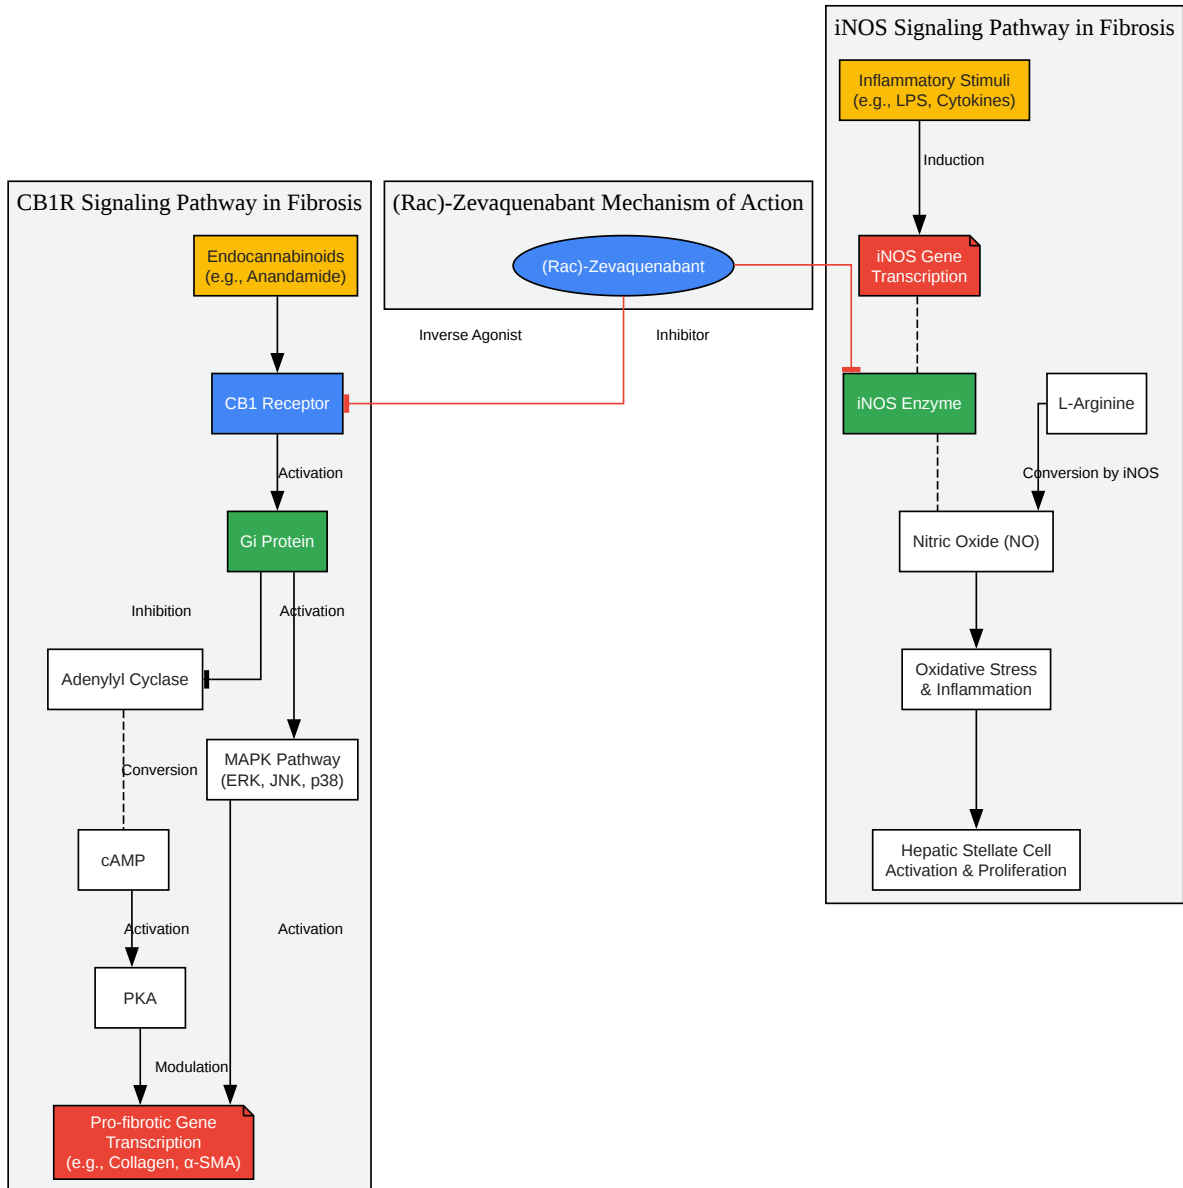 iNOS Signaling Pathway in Fibrosis
Inflammatory Stimuli
(e.g., LPS, Cytokines)
Induction
iNOS Gene
Transcription
iNOS Enzyme
L-Arginine
Conversion by iNOS
Nitric Oxide (NO)
Oxidative Stress
& Inflammation
Hepatic Stellate Cell
Activation & Proliferation
(Rac)-Zevaquenabant Mechanism of Action
(Rac)-Zevaquenabant
Inverse Agonist
Inhibitor
CB1R Signaling Pathway in Fibrosis
Endocannabinoids
(e.g., Anandamide)
CB1 Receptor
Activation
Gi Protein
Inhibition
Activation
Adenylyl Cyclase
MAPK Pathway
(ERK, JNK, p38)
Conversion
cAMP
Activation
Activation
PKA
Modulation
Pro-fibrotic Gene
Transcription
(e.g., Collagen, α-SMA)